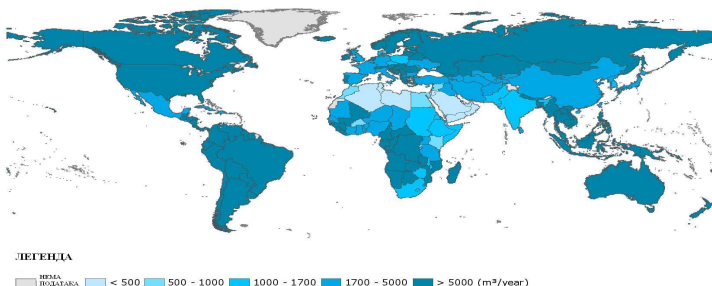 ЛЕГЕНДА
НЕМА
ПОДАТАКА < 500 500 - 1000 1000 - 1700 1700 - 5000 > 5000 (m³/year)